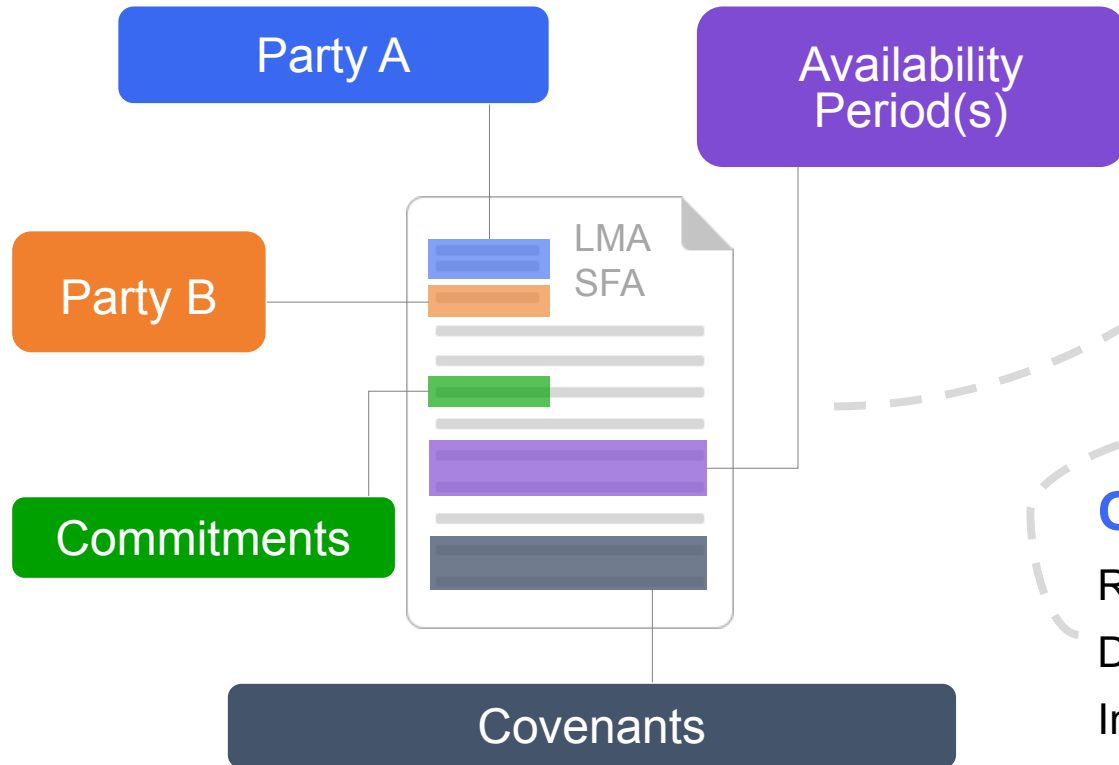 Party A
Availability
Period(s)
LMA
SFA
Party B
Commitments
Covenants